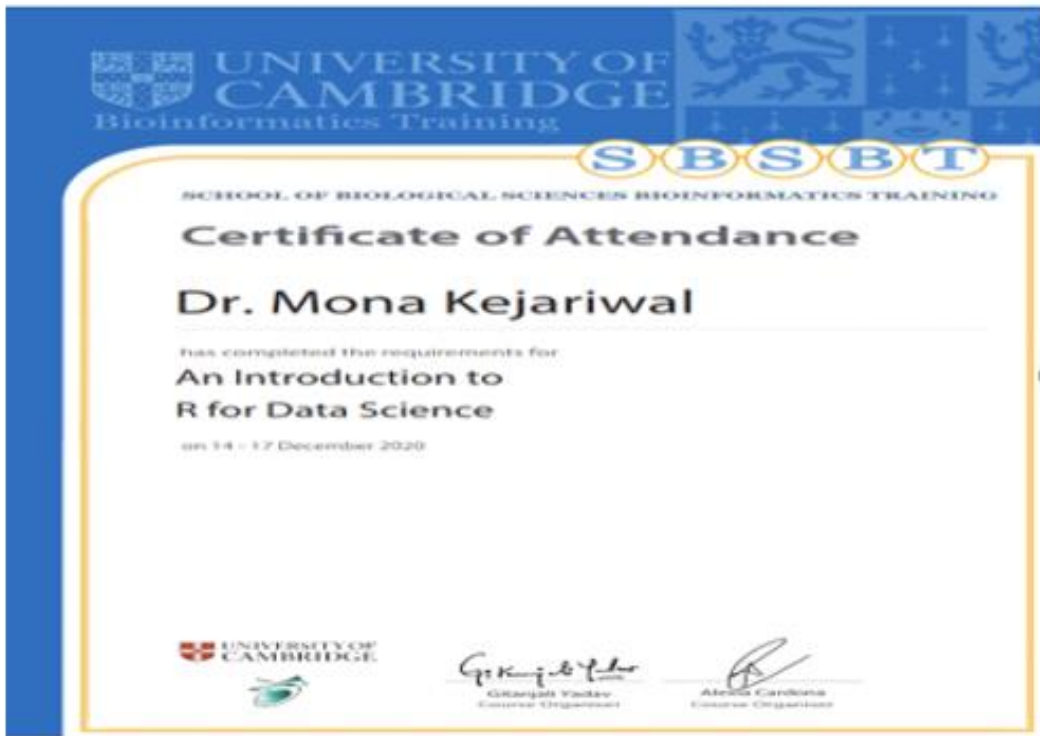 UNIVERSITY OF
CAMBRIDGE
Bioinformatics Training
S B S B T
SCHOOL OF BIOLOGICAL SCIENCES BIOINFORMATICS TRAINING
Certificate of Attendance
Dr. Mona Kejariwal
has completed the requirements for
An Introduction to
R for Data Science
on 14 - 17 December 2020
UNIVERSITY OF
CAMBRIDGE
Gitanjali Yadav
Course Organiser
Alexia Cardona
Course Organiser